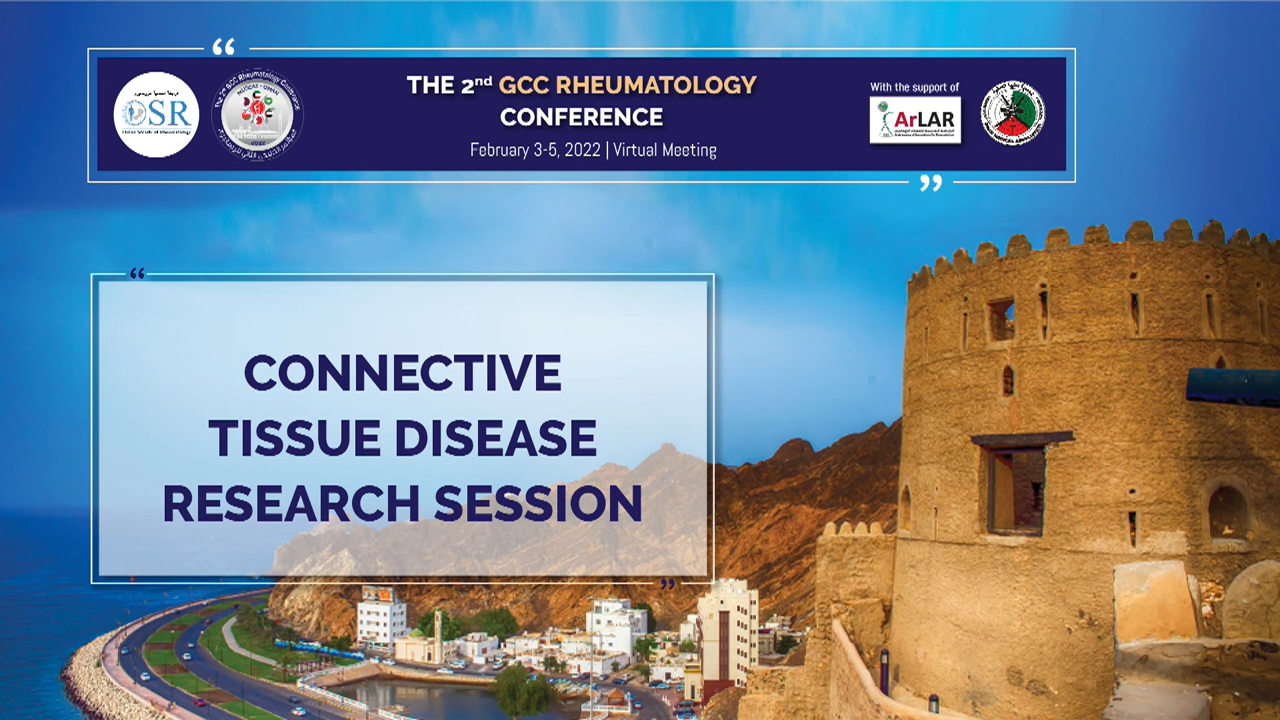 THE 2nd GCC RHEUMATOLOGY
CONFERENCE
February 3-5, 2022 | Virtual Meeting
OSR
With the support of
ArLAR
CONNECTIVE
TISSUE DISEASE
RESEARCH SESSION